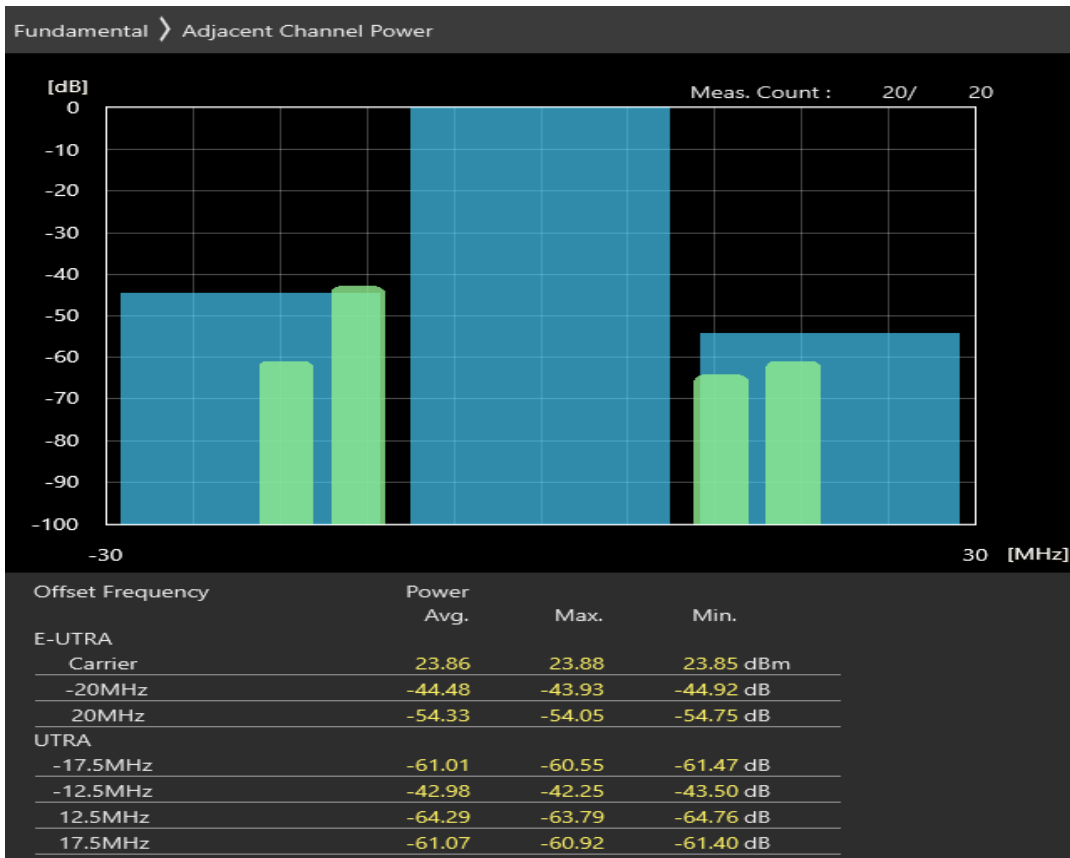 Fundamental 〉 Adjacent Channel Power
[dB]
Meas. Count : 20/ 20
0
-10
-20
-30
-40
-50
-60
-70
-80
-90
-100
-30 30 [MHz]
Offset Frequency Power
Avg. Max. Min.
E-UTRA
Carrier 23.86 23.88 23.85 dBm
-20MHz -44.48 -43.93 -44.92 dB
20MHz -54.33 -54.05 -54.75 dB
UTRA
-17.5MHz -61.01 -60.55 -61.47 dB
-12.5MHz -42.98 -42.25 -43.50 dB
12.5MHz -64.29 -63.79 -64.76 dB
17.5MHz -61.07 -60.92 -61.40 dB